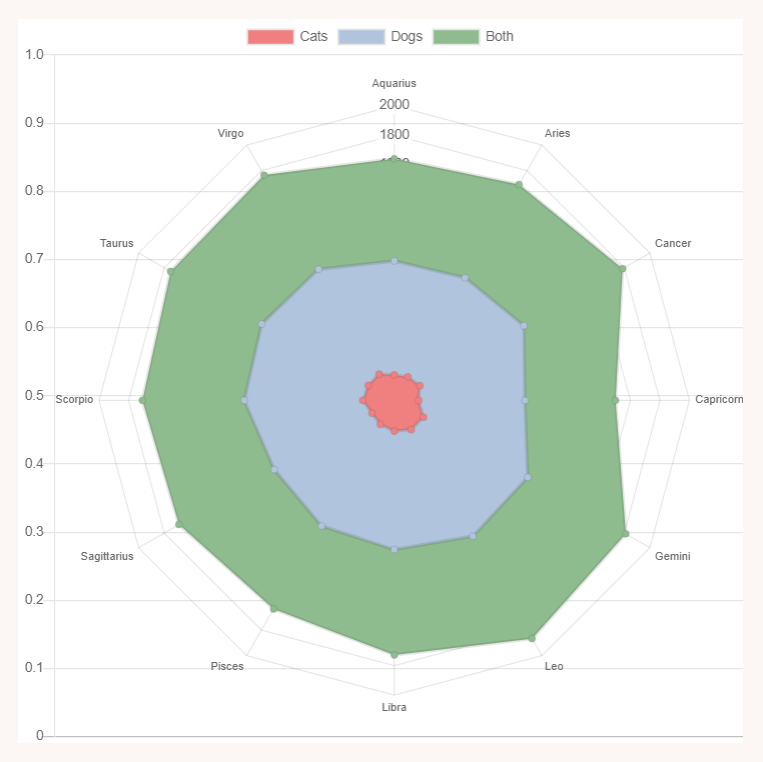 Cats Dogs Both
1.0
Aquarius
2000
0.9
Virgo
Aries
1800
0.8
Taurus
Cancer
0.7
0.6
0.5
Scorpio
Capricorn
0.4
0.3
Sagittarius
Gemini
0.2
Pisces
Leo
0.1
Libra
0